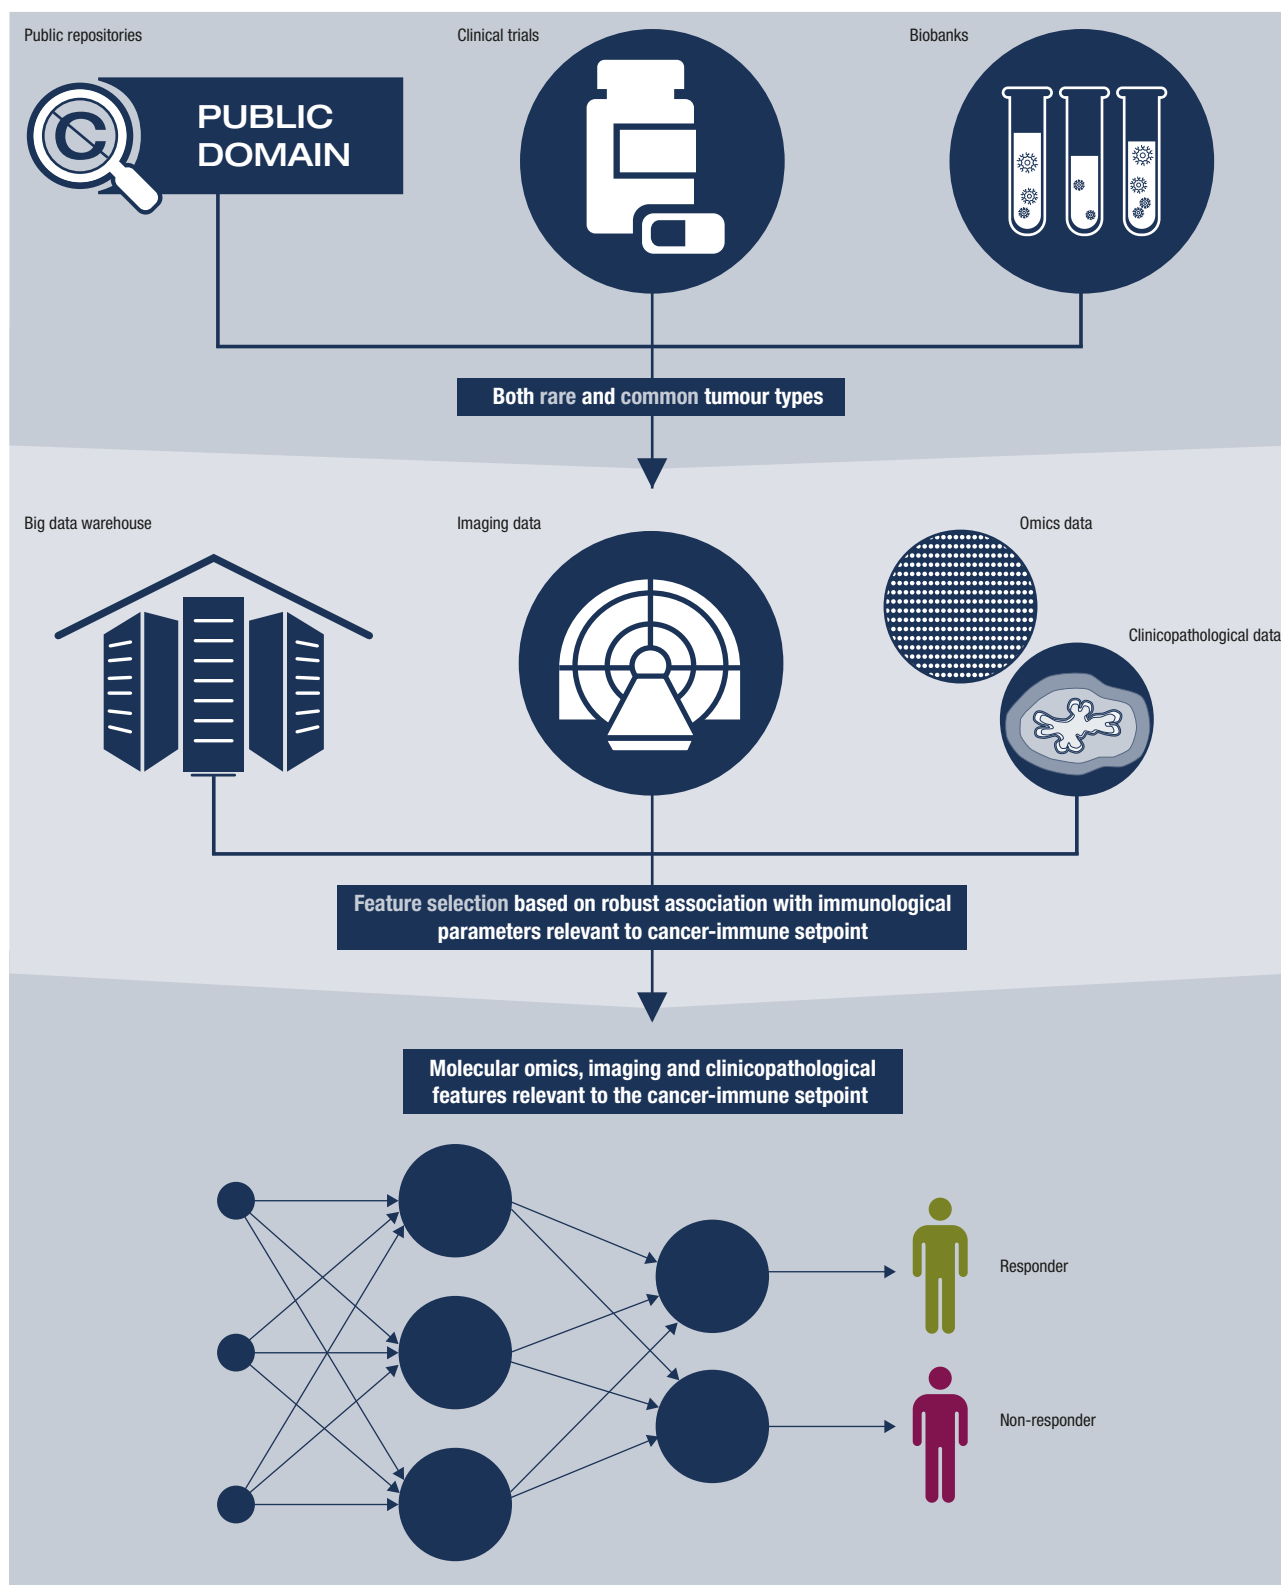 Public repositories
Clinical trials
Biobanks
C
PUBLIC
DOMAIN
Both rare and common tumour types
Big data warehouse
Imaging data
Omics data
Clinicopathological data
Feature selection based on robust association with immunological
parameters relevant to cancer-immune setpoint
Molecular omics, imaging and clinicopathological
features relevant to the cancer-immune setpoint
Responder
Non-responder